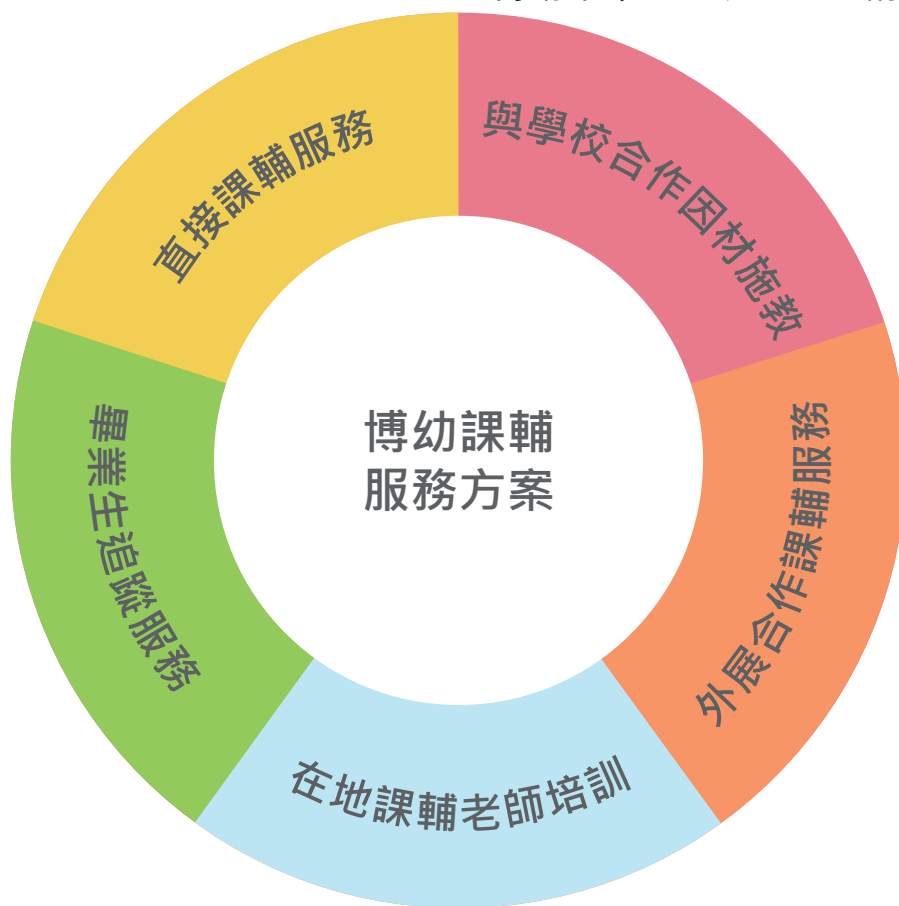 直接課輔服務
與學校合作因材施教
外展合作課輔服務
在地課輔老師培訓
畢業生追蹤服務
博幼課輔
服務方案